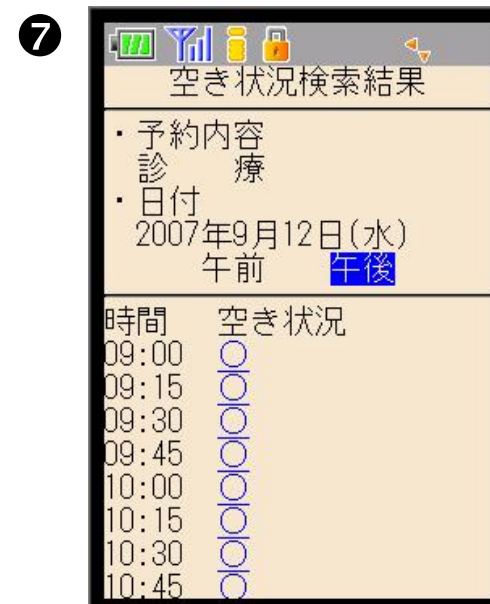 ❼
空き状況検索結果
・予約内容
診　療
・日付
2007年9月12日(水)
午前　午後
時間　空き状況
09:00　○
09:15　○
09:30　○
09:45　○
10:00　○
10:15　○
10:30　○
10:45　○